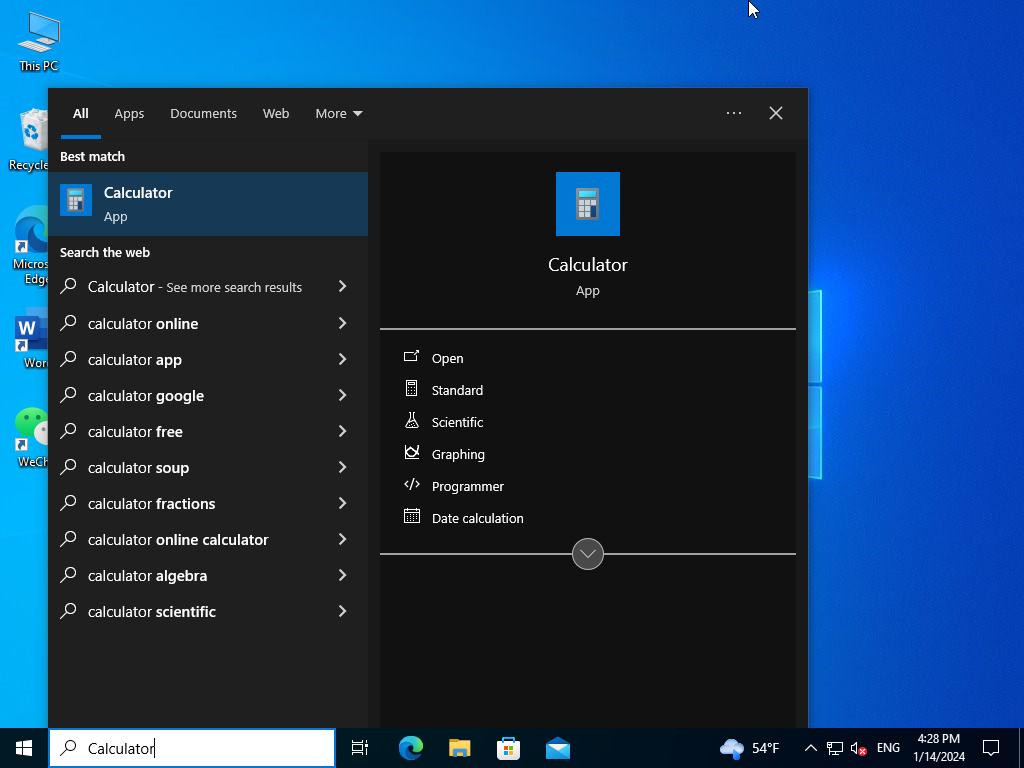 This PC
Recycle
Micros
Edge
W
Word
WeCh
All Apps Documents Web More
Best match
Calculator
App
Search the web
Calculator - See more search results
calculator online
calculator app
calculator google
calculator free
calculator soup
calculator fractions
calculator online calculator
calculator algebra
calculator scientific
Calculator
App
Open
Standard
Scientific
Graphing
Programmer
Date calculation
Calculator
54°F
ENG
4:28 PM
1/14/2024